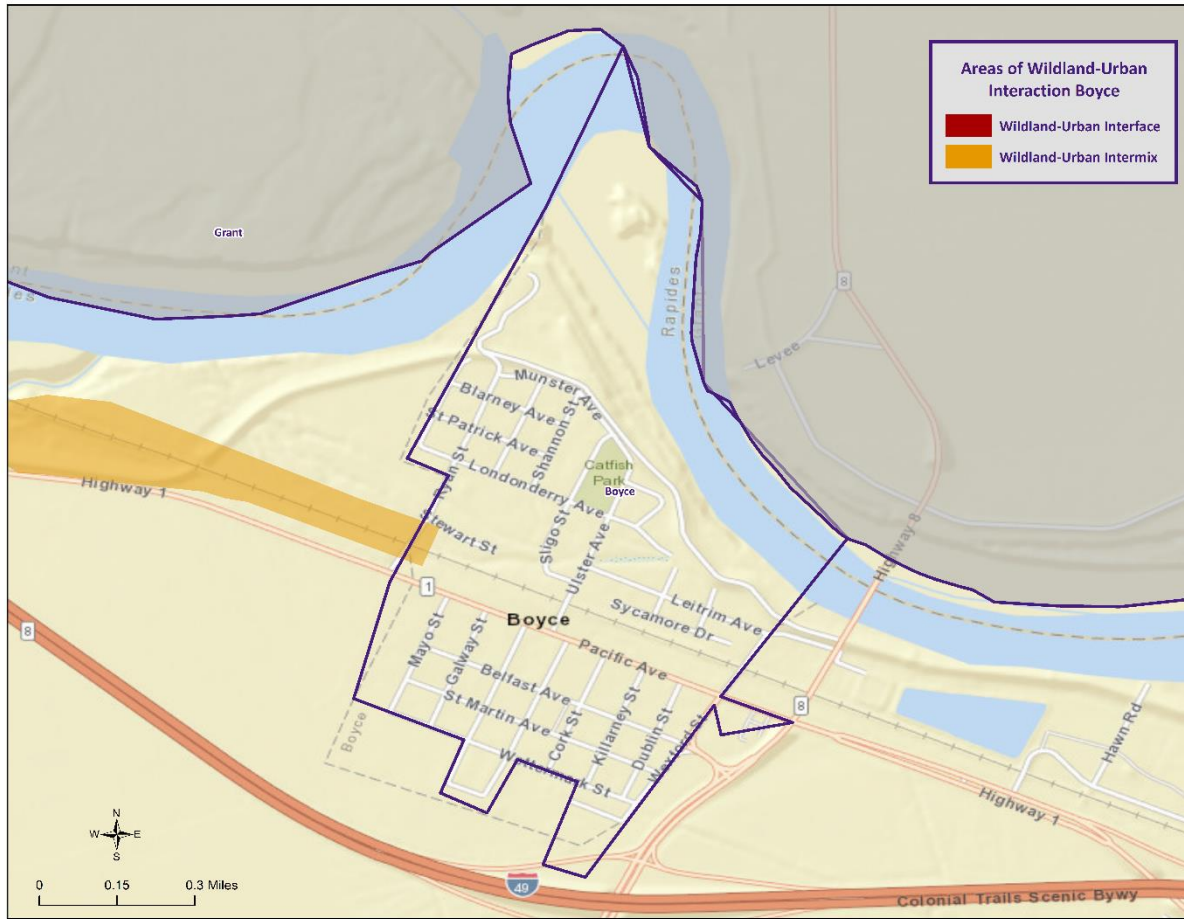 Areas of Wildland-Urban
Interaction Boyce
Wildland-Urban Interface
Wildland-Urban Intermix
Grant
Rapides
8
Levee
Highway 8
Munster Ave
Blarney Ave
St Patrick Ave
Shannon St
Catfish
Park
Boyce
Londonderry Ave
Ryan St
Highway 1
Stewart St
Sligo St
Ulster Ave
1
Leitrim Ave
Sycamore Dr
Boyce
8
Mayo St
Galway St
Pacific Ave
Belfast Ave
St Martin Ave
Cork St
Killarney St
Dublin St
Wexford St
8
Boyce
Wettermark St
Hawn Rd
Highway 1
N
W
E
S
0
0.15
0.3 Miles
49
Colonial Trails Scenic Bywy